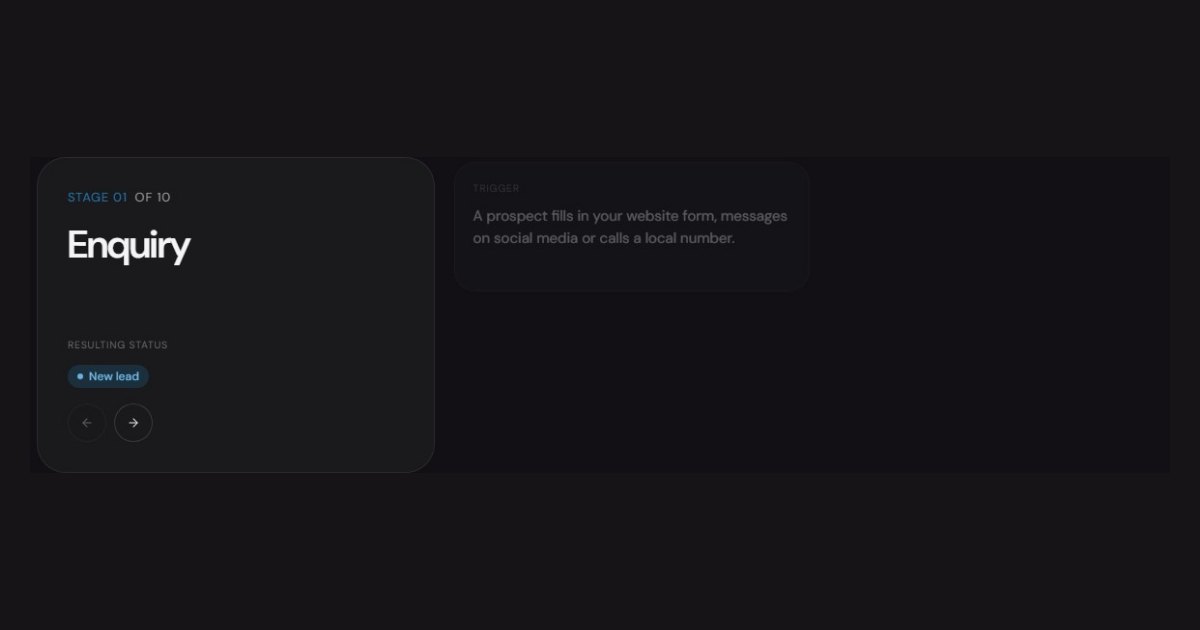 STAGE 01 OF 10
Enquiry
RESULTING STATUS
New lead
TRIGGER
A prospect fills in your website form, messages
on social media or calls a local number.